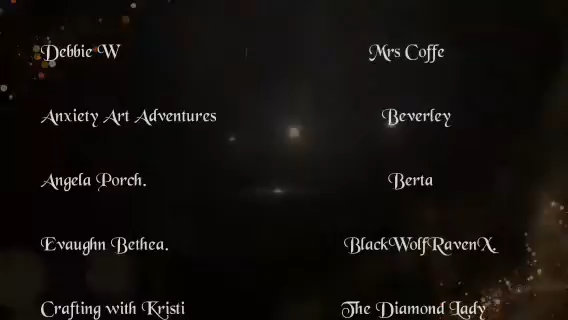 Debbie W
Mrs Coffe
Anxiety Art Adventures
Beverley
Angela Porch.
Berta
Evaughn Bethea.
BlackWolfRavenX.
Crafting with Kristi
The Diamond Lady